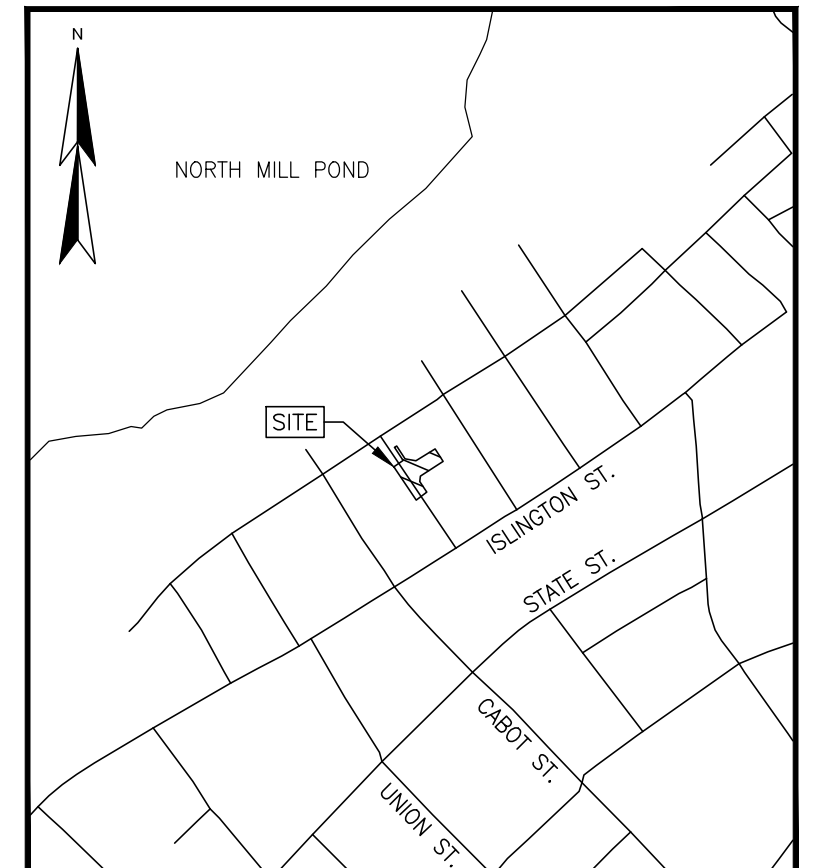 N
NORTH MILL POND
SITE
ISLINGTON ST.
STATE ST.
CABOT ST.
UNION ST.